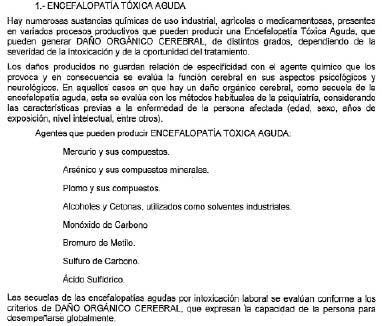 1.- ENCEFALOPATÍA TÓXICA AGUDA
Hay numerosas sustancias químicas de uso industrial, agrícolas o medicamentosas, presentes
en variados procesos productivos que pueden producir una Encefalopatía Tóxica Aguda, que
pueden generar DAÑO ORGÁNICO CEREBRAL, de distintos grados, dependiendo de la
severidad de la intoxicación y de la oportunidad del tratamiento.
Los daños producidos no guardan relación de especificidad con el agente químico que los
provoca y en consecuencia se evalúa la función cerebral en sus aspectos psicológicos y
neurológicos. En aquellos casos en que hay un daño orgánico cerebral, como secuela de la
encefalopatía aguda, esta se evalúa con los métodos habituales de la psiquiatría, considerando
las características previas a la enfermedad de la persona afectada (edad, sexo, años de
exposición, nivel intelectual, entre otros).
Agentes que pueden producir ENCEFALOPATÍA TÓXICA AGUDA:
Mercurio y sus compuestos.
Arsénico y sus compuestos minerales.
Plomo y sus compuestos.
Alcoholes y Cetonas, utilizados como solventes industriales.
Monóxido de Carbono
Bromuro de Metilo.
Sulfuro de Carbono.
Ácido Sulfídrico.
Las secuelas de las encefalopatías agudas por intoxicación laboral se evalúan conforme a los
criterios de DAÑO ORGÁNICO CEREBRAL, que expresan la capacidad de la persona para
desempeñarse globalmente.